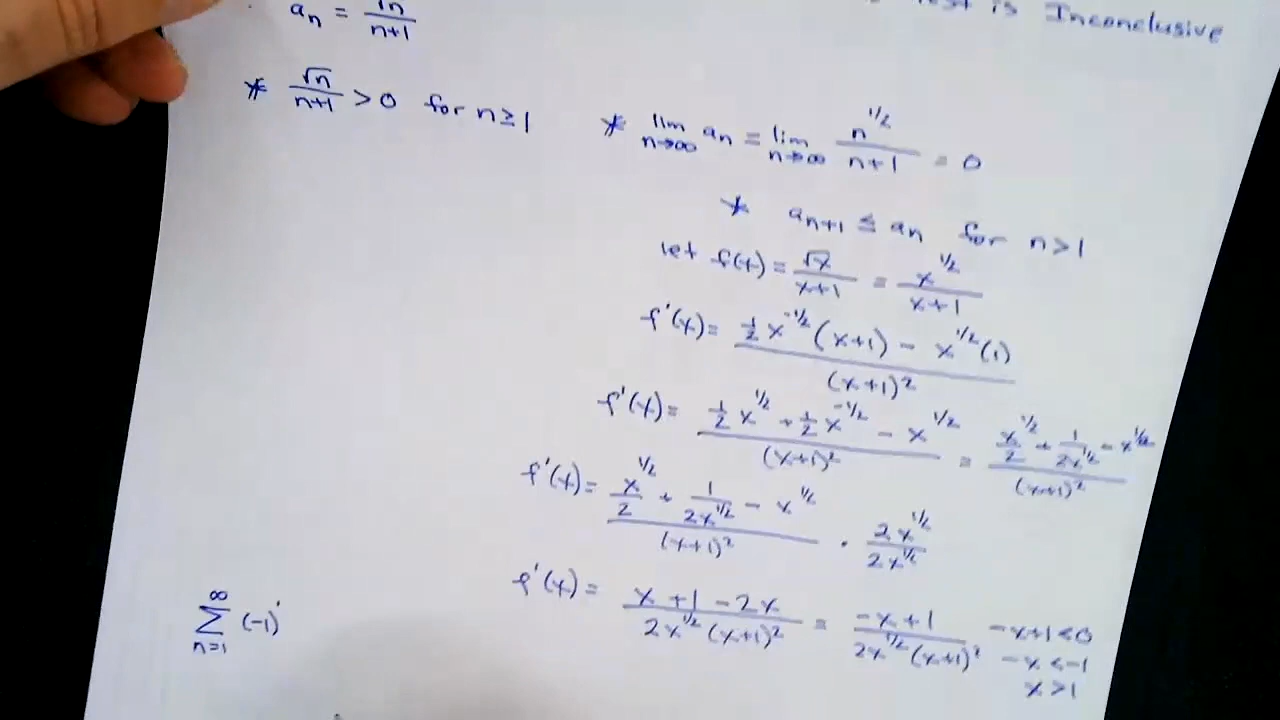 Test is Inconclusive
aₙ = √n/(n+1)
* √n/(n+1) > 0 for n ≥ 1
* lim n→∞ aₙ = lim n→∞ n^(1/2)/(n+1) = 0
* aₙ₊₁ ≤ aₙ for n > 1
let f(x) = √x/(x+1) = x^(1/2)/(x+1)
f'(x) = (½x^(-1/2)(x+1) - x^(1/2)(1))/(x+1)²
f'(x) = (½x^(1/2) + ½x^(-1/2) - x^(1/2))/(x+1)² = (x^(1/2)/2 + 1/(2x^(1/2)) - x^(1/2))/(x+1)²
f'(x) = (x^(1/2)/2 + 1/(2x^(1/2)) - x^(1/2))/(x+1)² · 2x^(1/2)/2x^(1/2)
f'(x) = (x+1-2x)/(2x^(1/2)(x+1)²) = (-x+1)/(2x^(1/2)(x+1)²)
-x+1 < 0
-x < -1
x > 1
∑ n=1 ∞ (-1)